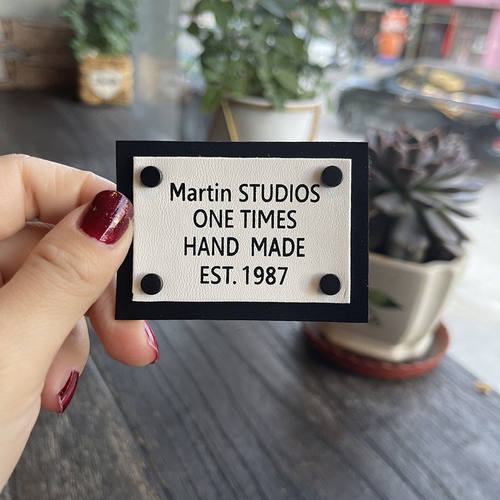 Martin STUDIOS
ONE TIMES
HAND MADE
EST. 1987